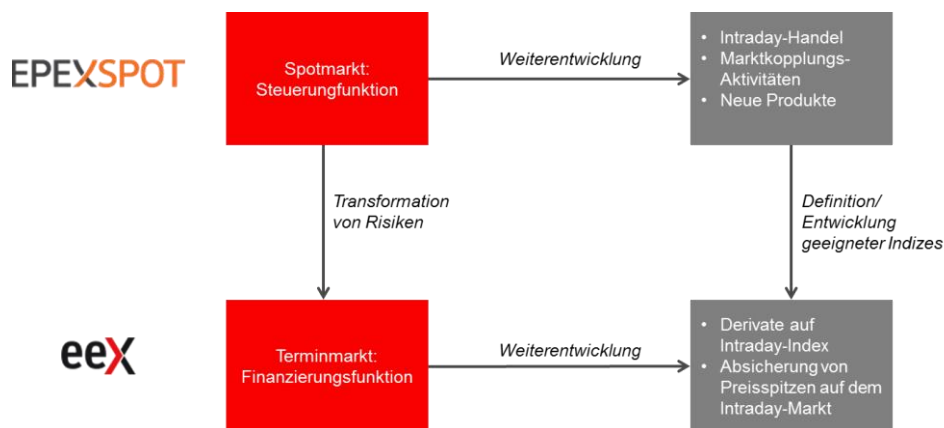 EPEXSPOT
Spotmarkt:
Steuerungfunktion
Weiterentwicklung
• Intraday-Handel
• Marktkopplungs-
Aktivitäten
• Neue Produkte
Transformation
von Risiken
Definition/
Entwicklung
geeigneter Indizes
eex
Terminmarkt:
Finanzierungsfunktion
Weiterentwicklung
• Derivate auf
Intraday-Index
• Absicherung von
Preisspitzen auf dem
Intraday-Markt